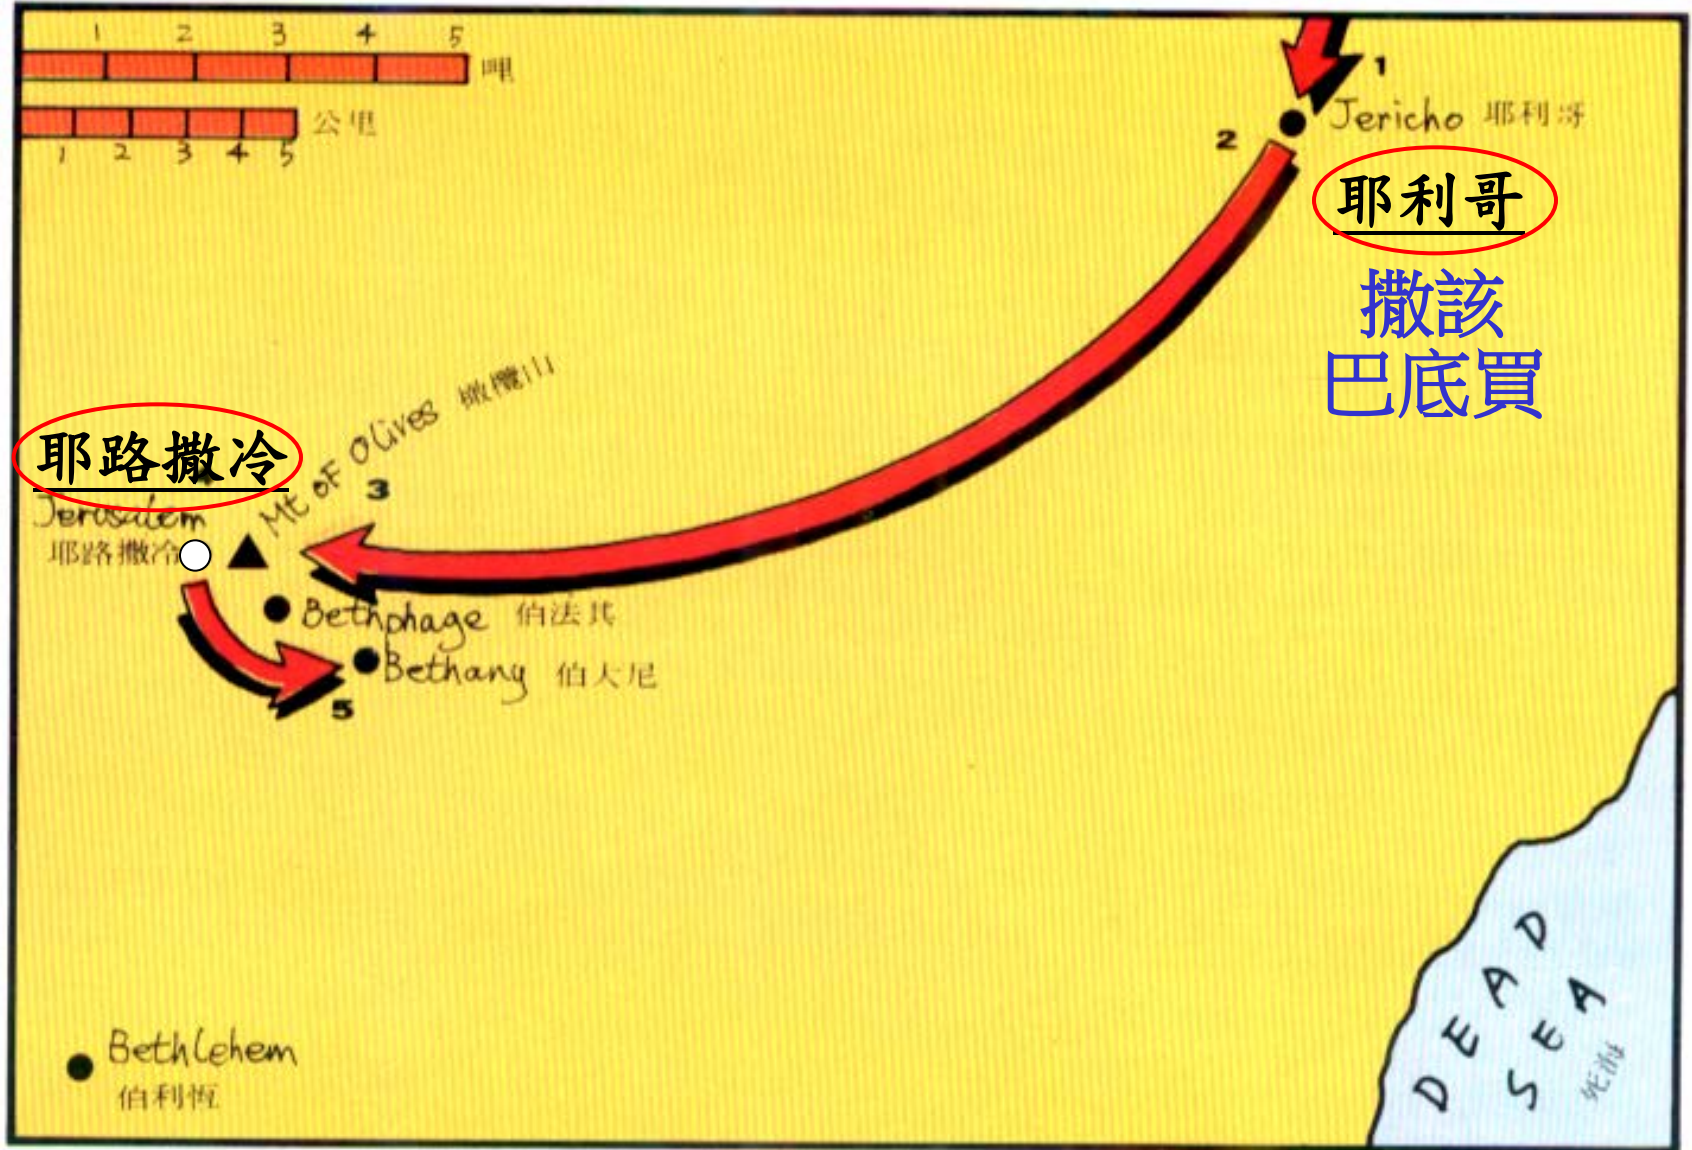 1 2 3 4 5
哩
公里
1 2 3 4 5
1
Jericho 耶利哥
2
耶利哥
撒該
巴底買
Mt of Olives 橄欖山
3
耶路撒冷
Jerusalem
耶路撒冷
Bethphage 伯法其
Bethany 伯大尼
5
Bethlehem
伯利恆
DEAD
SEA
死海